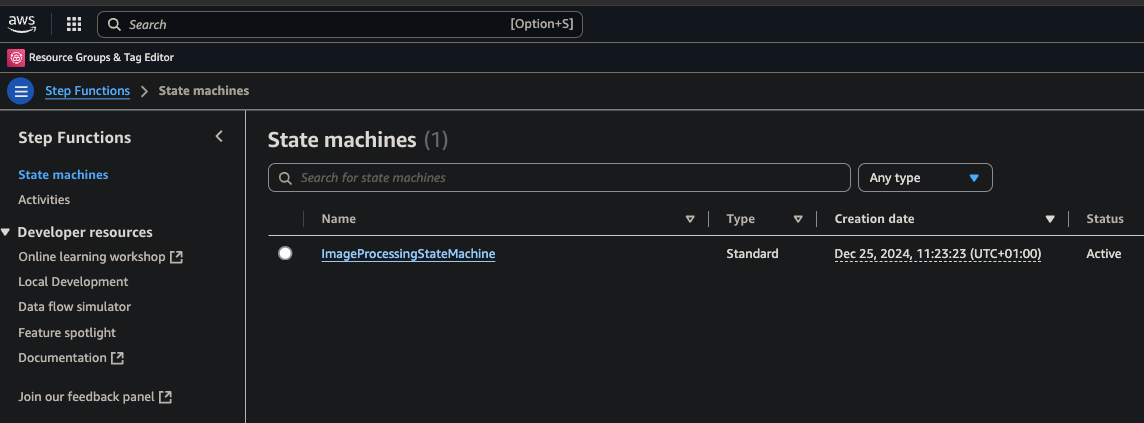 aws Search [Option+S]
Resource Groups & Tag Editor
Step Functions State machines
Step Functions
State machines
Activities
Developer resources
Online learning workshop
Local Development
Data flow simulator
Feature spotlight
Documentation
Join our feedback panel
State machines (1)
Search for state machines Any type
Name Type Creation date Status
ImageProcessingStateMachine Standard Dec 25, 2024, 11:23:23 (UTC+01:00) Active